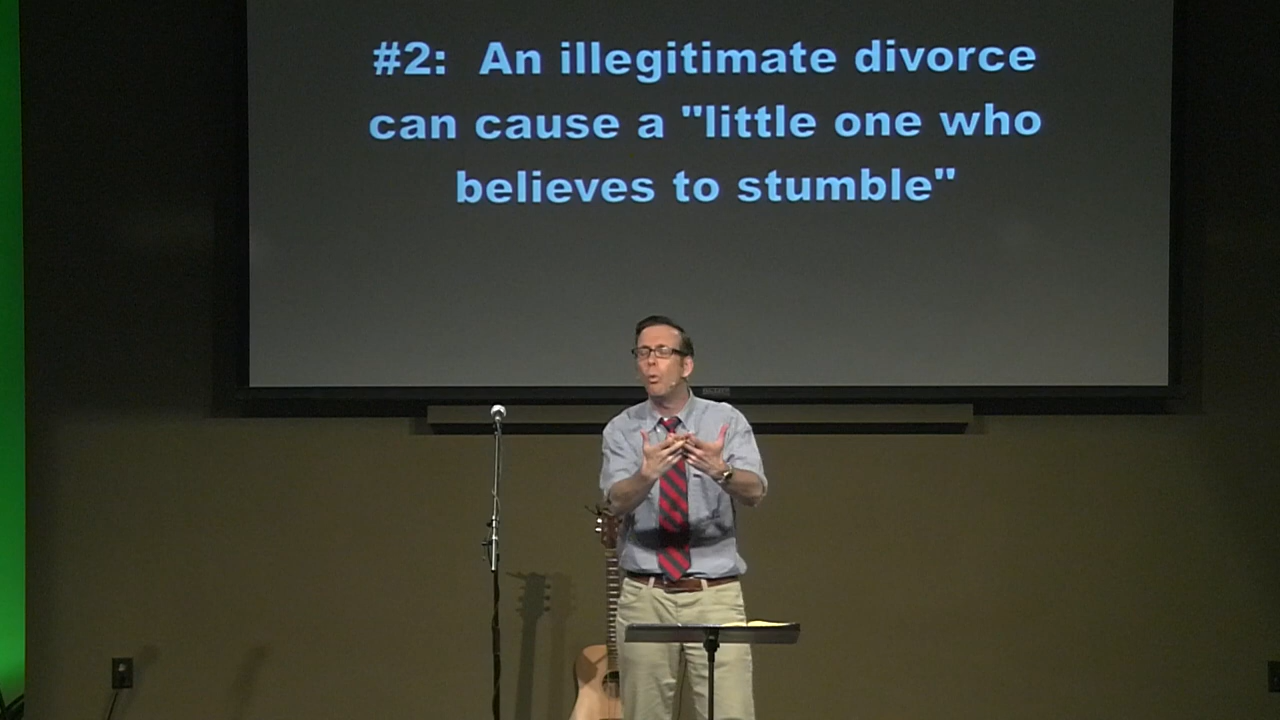 #2: An illegitimate divorce
can cause a "little one who
believes to stumble"